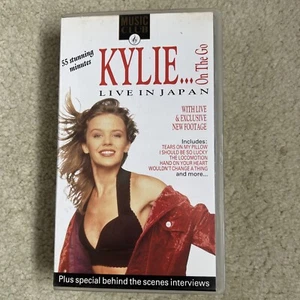 MUSIC
CLUB
55 stunning
minutes
KYLIE...
On The Go
LIVE IN JAPAN
WITH LIVE
& EXCLUSIVE
NEW FOOTAGE
Includes:
TEARS ON MY PILLOW
I SHOULD BE SO LUCKY
THE LOCOMOTION
HAND ON YOUR HEART
WOULDN'T CHANGE A THING
and more...
Plus special behind the scenes interviews